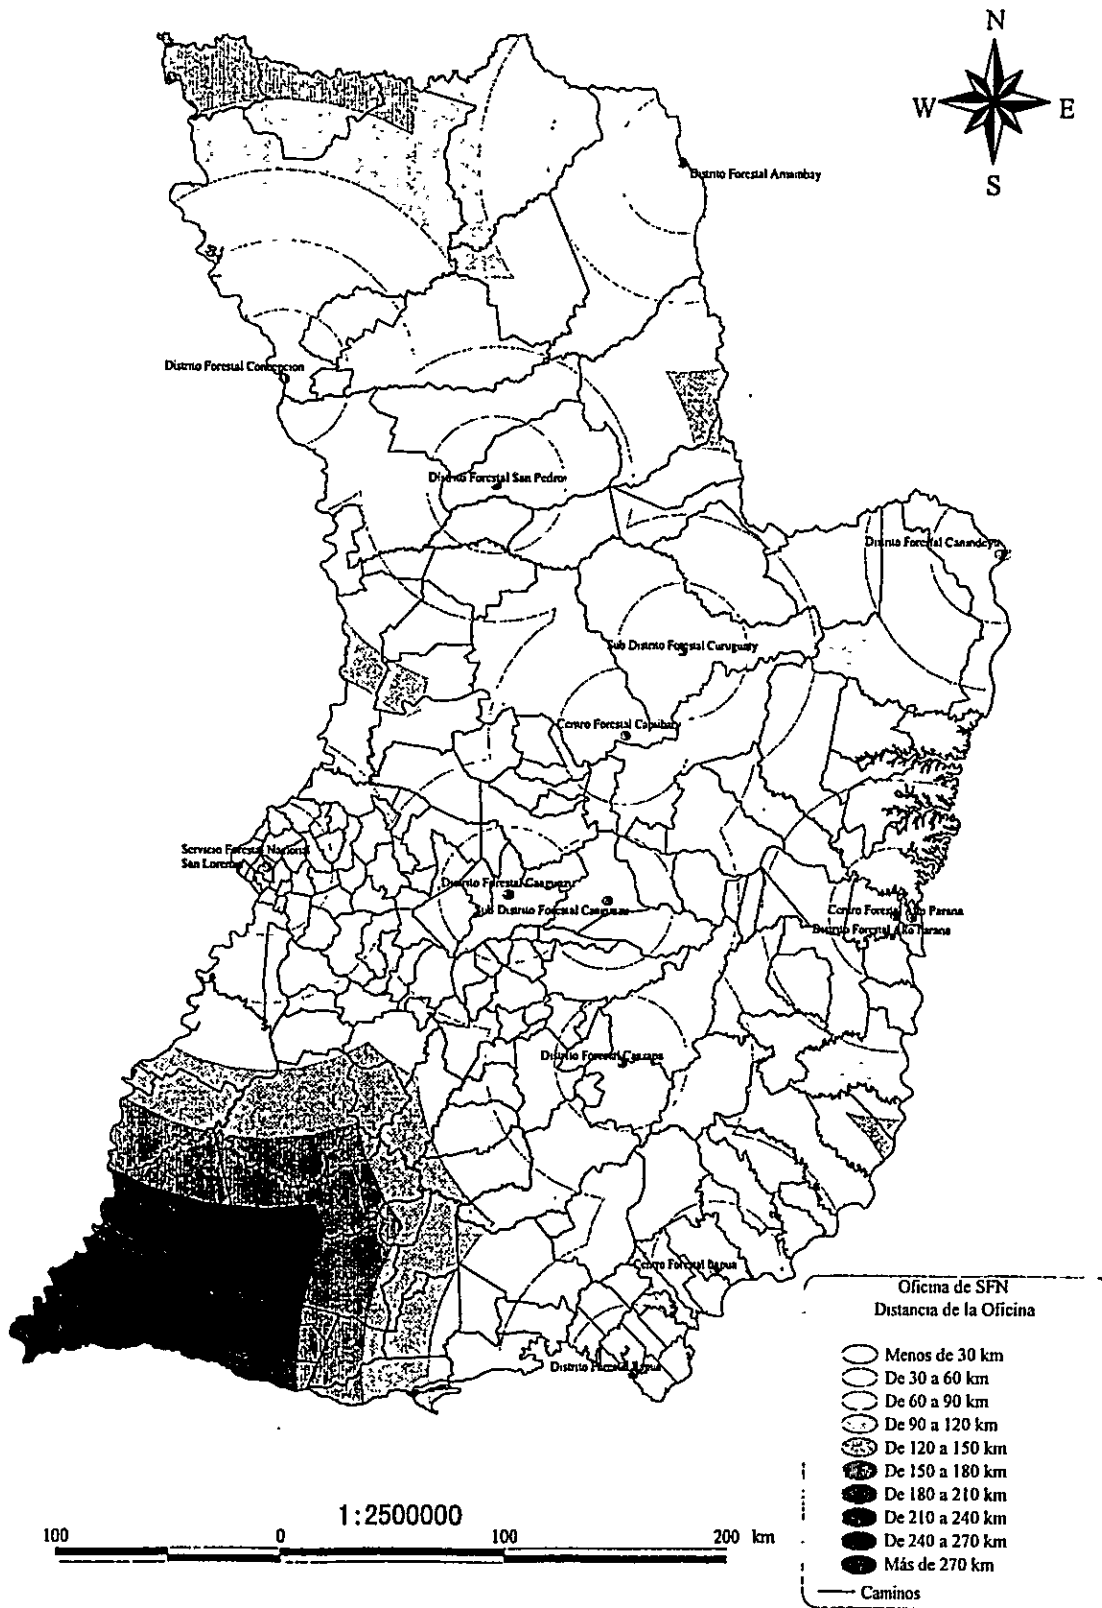 N
W E
S
Distrito Forestal Amambay
Distrito Forestal Concepcion
Distrito Forestal San Pedro
Distrito Forestal Canindeyu
Sub Distrito Forestal Curuguaty
Centro Forestal Capiibary
Servicio Forestal Nacional
San Lorenzo
Distrito Forestal Caaguazu
Sub Distrito Forestal Caaguazu
Centro Forestal Alto Parana
Distrito Forestal Alto Parana
Distrito Forestal Caazapa
Centro Forestal Itapua
Distrito Forestal Itapua
Oficina de SFN
Distancia de la Oficina
Menos de 30 km
De 30 a 60 km
De 60 a 90 km
De 90 a 120 km
De 120 a 150 km
De 150 a 180 km
De 180 a 210 km
De 210 a 240 km
De 240 a 270 km
Más de 270 km
Caminos
1:2500000
100 0 100 200 km